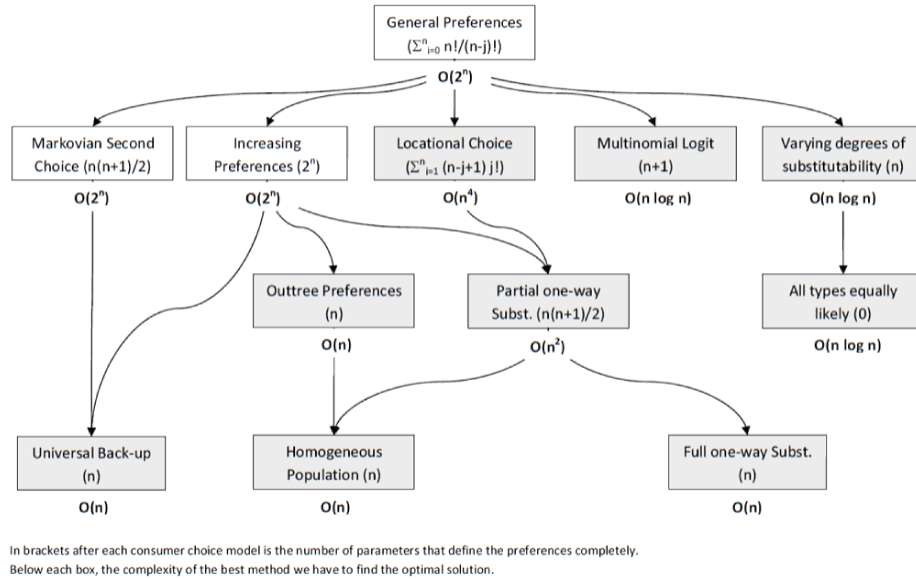 General Preferences
(Σⁿᵢ₌₀ n!/(n-j)!)
O(2ⁿ)
Markovian Second
Choice (n(n+1)/2)
O(2ⁿ)
Increasing
Preferences (2ⁿ)
O(2ⁿ)
Locational Choice
(Σⁿᵢ₌₁ (n-j+1) j!)
O(n⁴)
Multinomial Logit
(n+1)
O(n log n)
Varying degrees of
substitutability (n)
O(n log n)
Outtree Preferences
(n)
O(n)
Partial one-way
Subst. (n(n+1)/2)
O(n²)
All types equally
likely (0)
O(n log n)
Universal Back-up
(n)
O(n)
Homogeneous
Population (n)
O(n)
Full one-way Subst.
(n)
O(n)
In brackets after each consumer choice model is the number of parameters that define the preferences completely.
Below each box, the complexity of the best method we have to find the optimal solution.